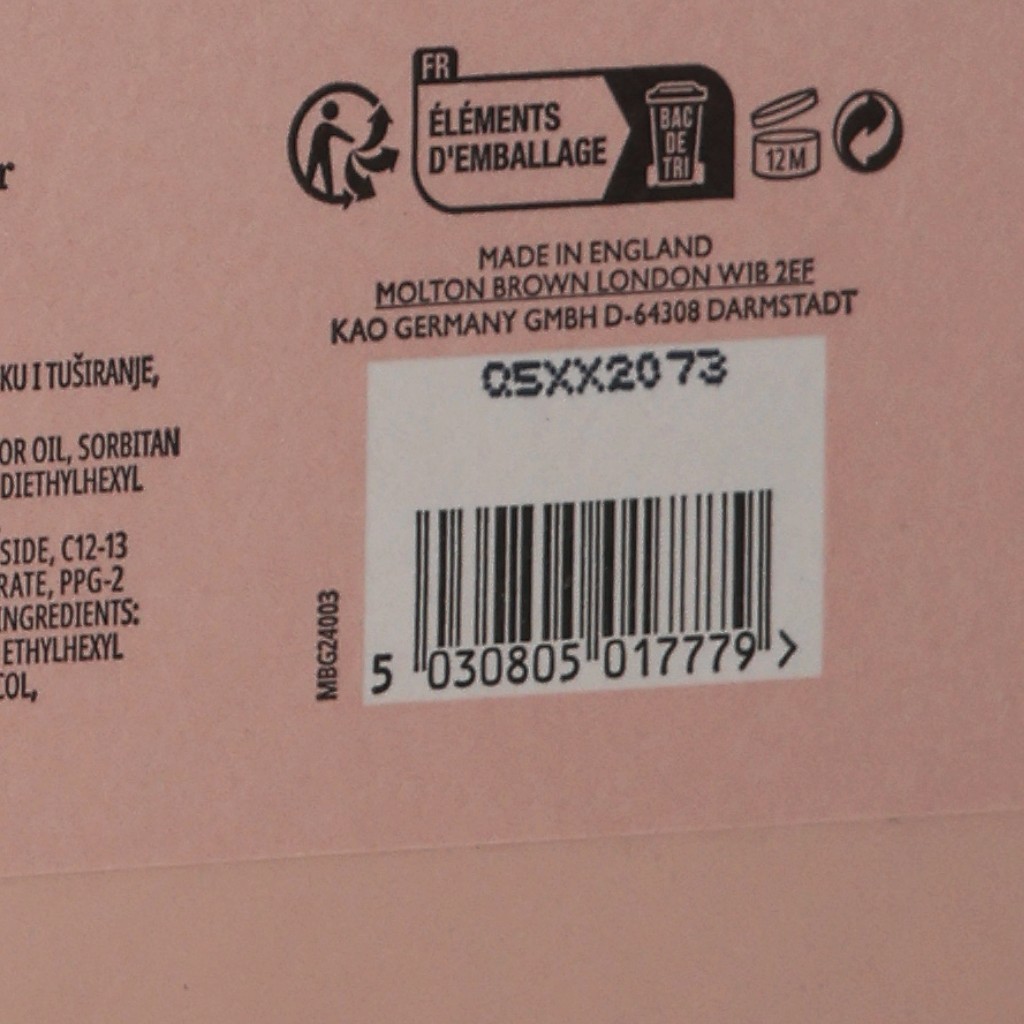 FR
ÉLÉMENTS
D'EMBALLAGE
BAC
DE
TRI
12M
r
MADE IN ENGLAND
MOLTON BROWN LONDON W1B 2EF
KAO GERMANY GMBH D-64308 DARMSTADT
KU I TUŠIRANJE,
OR OIL, SORBITAN
DIETHYLHEXYL
SIDE, C12-13
RATE, PPG-2
INGREDIENTS:
ETHYLHEXYL
COL,
MBG24003
Q5XX2073
5 030805 017779 >